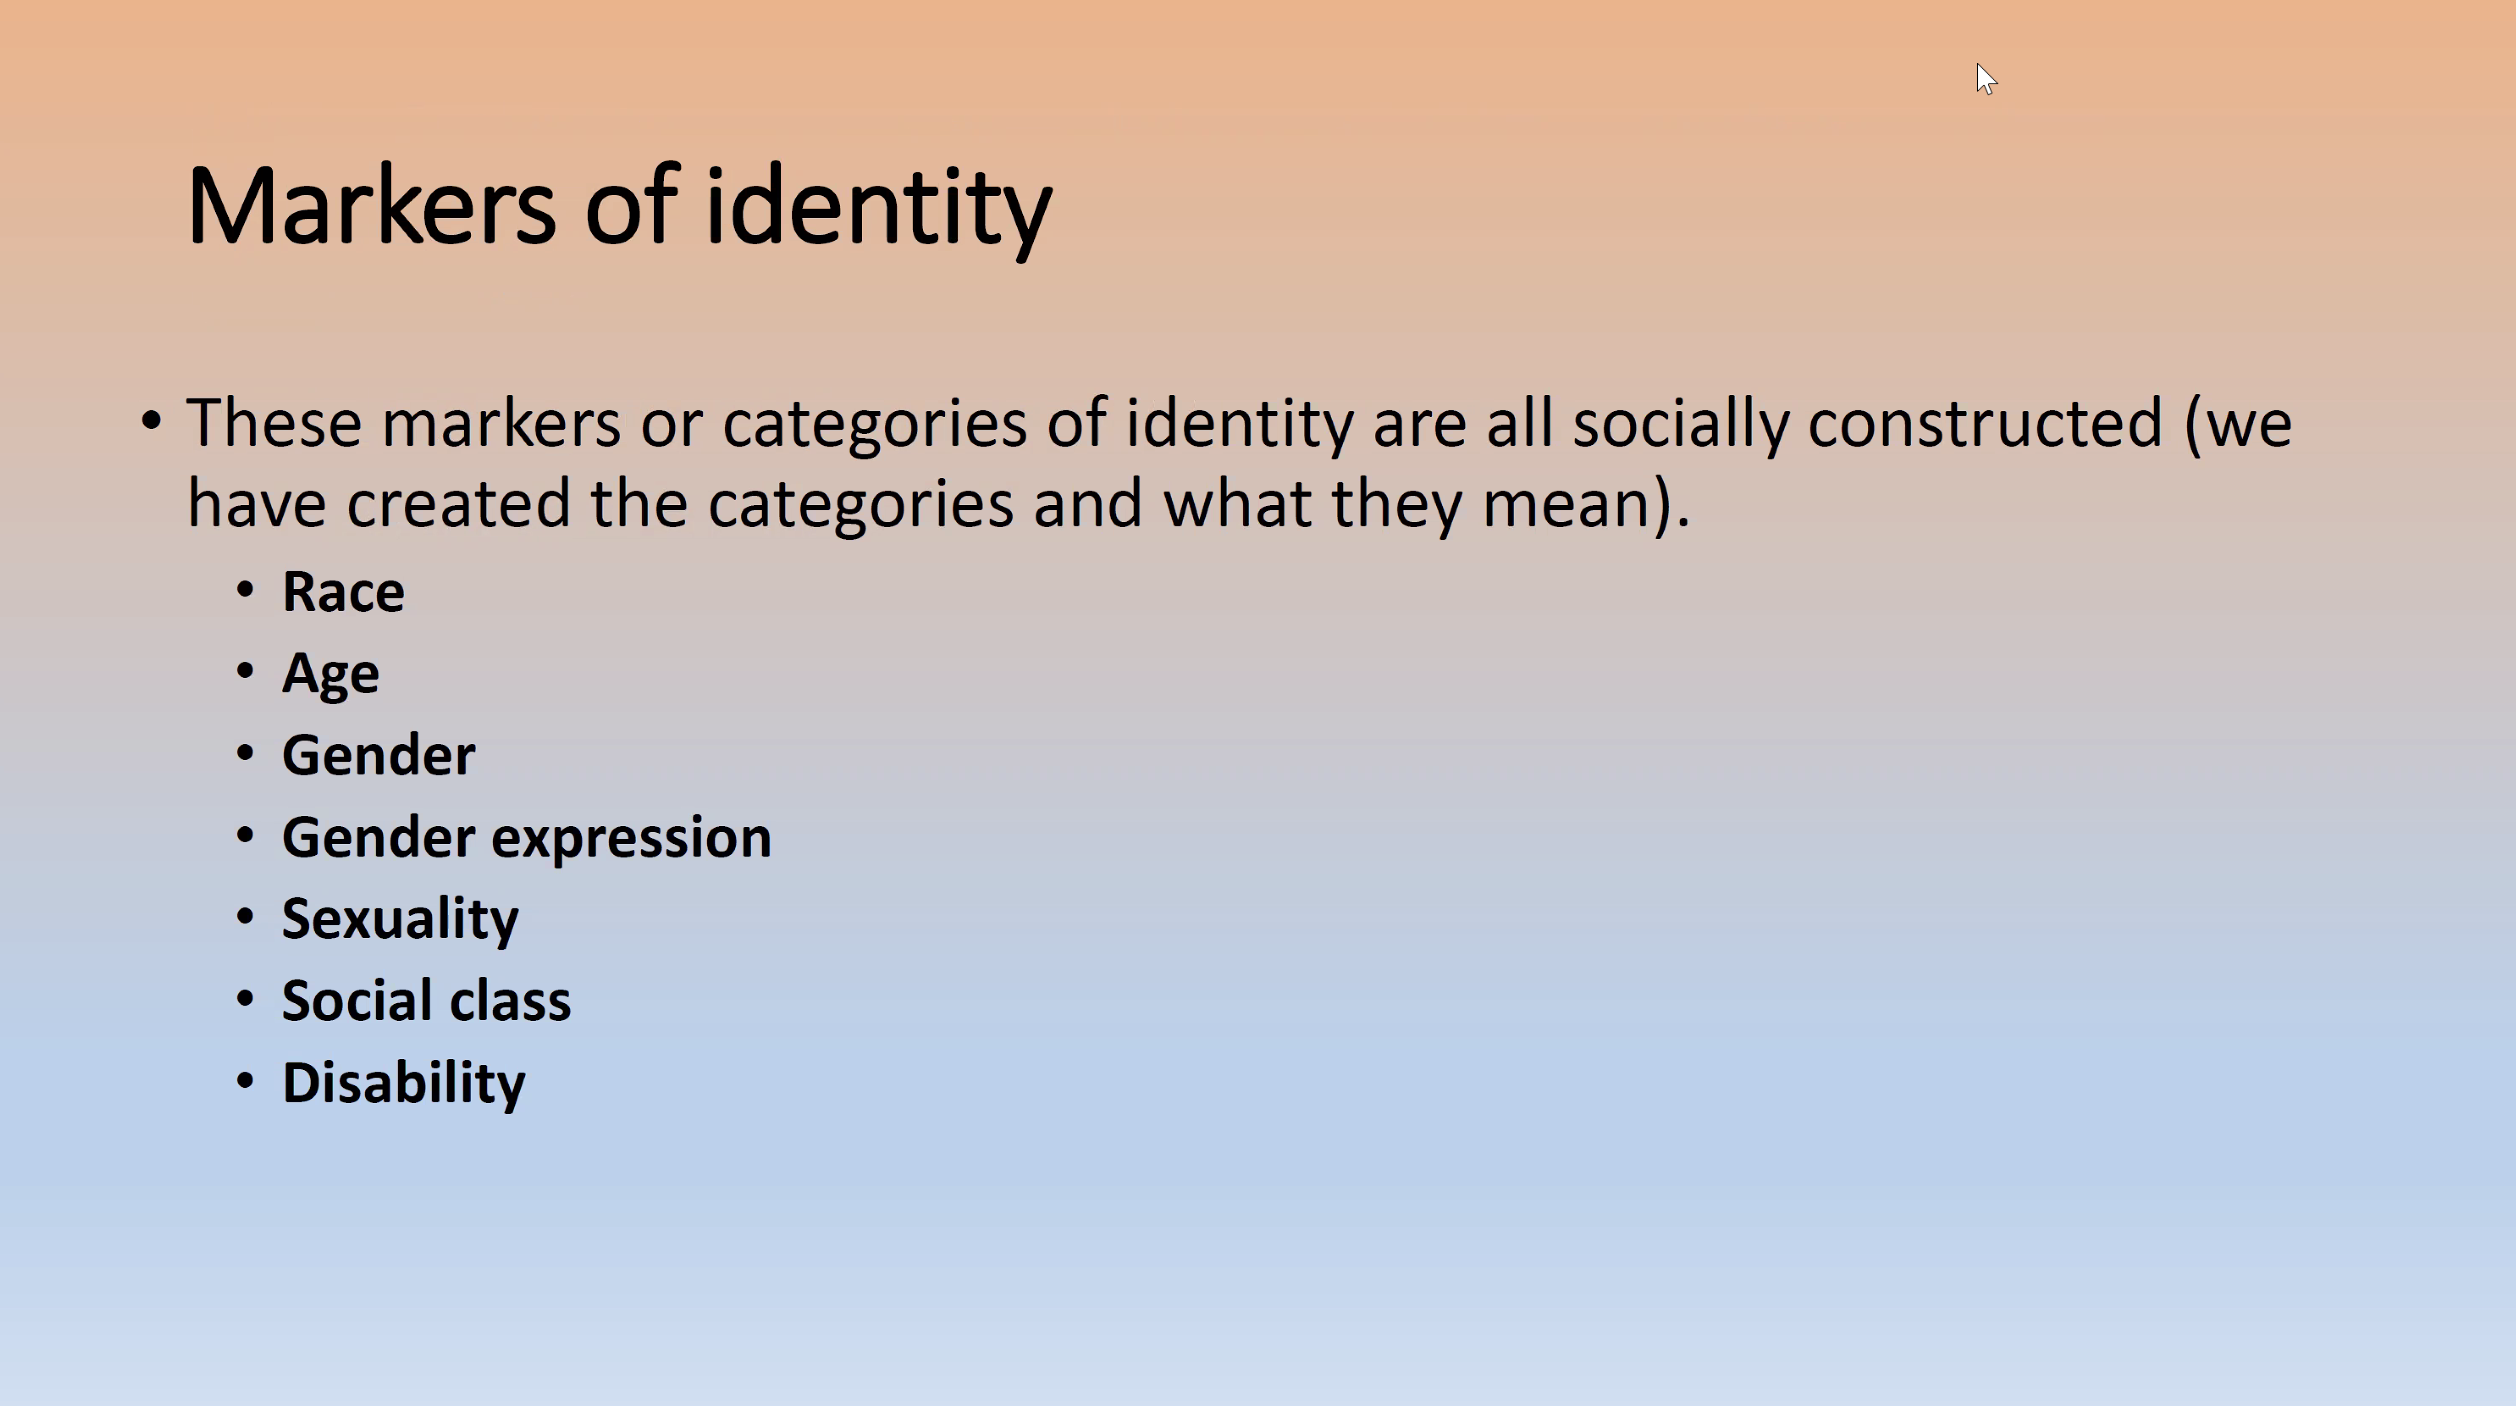 Markers of identity
• These markers or categories of identity are all socially constructed (we
have created the categories and what they mean).
• Race
• Age
• Gender
• Gender expression
• Sexuality
• Social class
• Disability